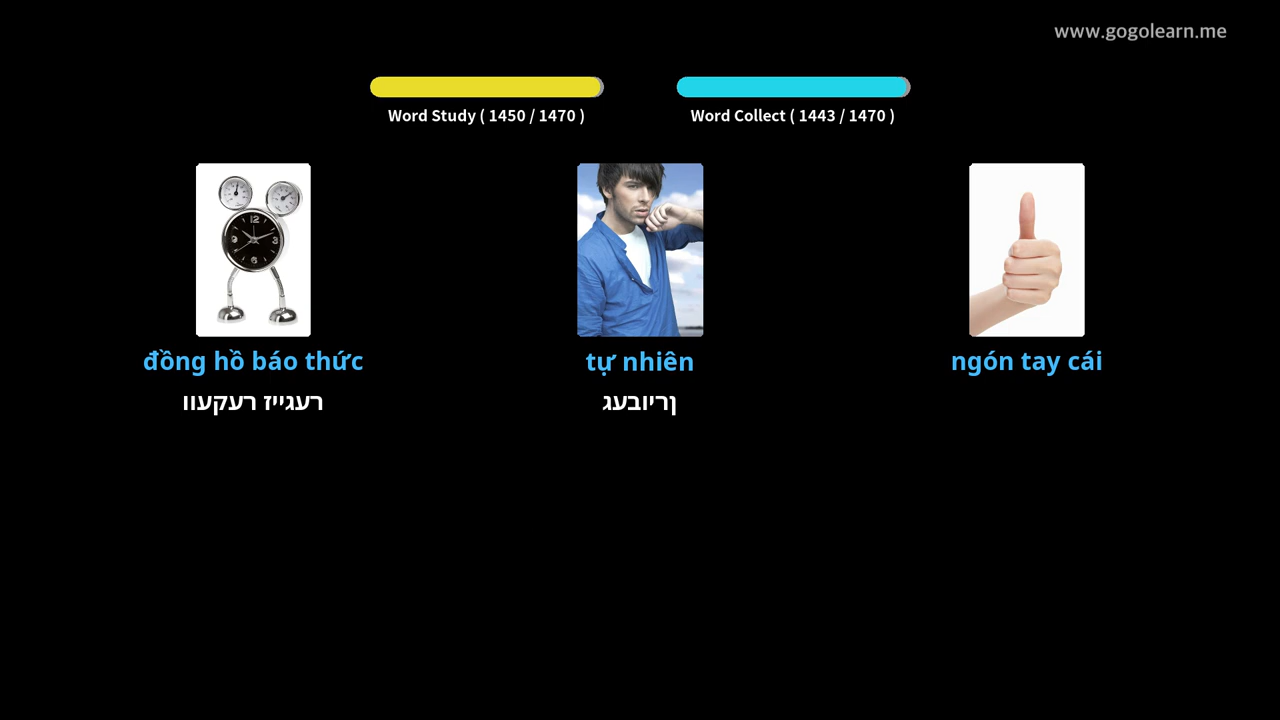 www.gogolearn.me
Word Study ( 1450 / 1470 )
Word Collect ( 1443 / 1470 )
đồng hồ báo thức
tự nhiên
ngón tay cái
רעגייז רעקעוו
ןריובעג